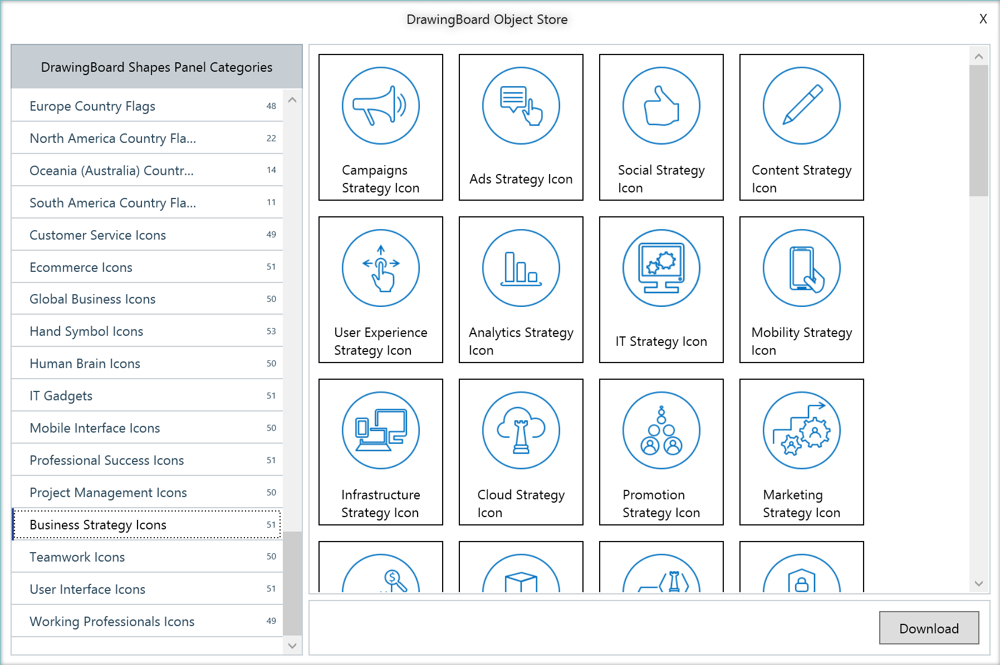 DrawingBoard Object Store
X
DrawingBoard Shapes Panel Categories
Europe Country Flags 48
North America Country Fla... 22
Oceania (Australia) Countr... 14
South America Country Fla... 11
Customer Service Icons 49
Ecommerce Icons 51
Global Business Icons 50
Hand Symbol Icons 53
Human Brain Icons 50
IT Gadgets 51
Mobile Interface Icons 50
Professional Success Icons 51
Project Management Icons 50
Business Strategy Icons 51
Teamwork Icons 50
User Interface Icons 51
Working Professionals Icons 49
Campaigns
Strategy Icon
Ads Strategy Icon
Social Strategy
Icon
Content Strategy
Icon
User Experience
Strategy Icon
Analytics Strategy
Icon
IT Strategy Icon
Mobility Strategy
Icon
Infrastructure
Strategy Icon
Cloud Strategy
Icon
Promotion
Strategy Icon
Marketing
Strategy Icon
$
Download